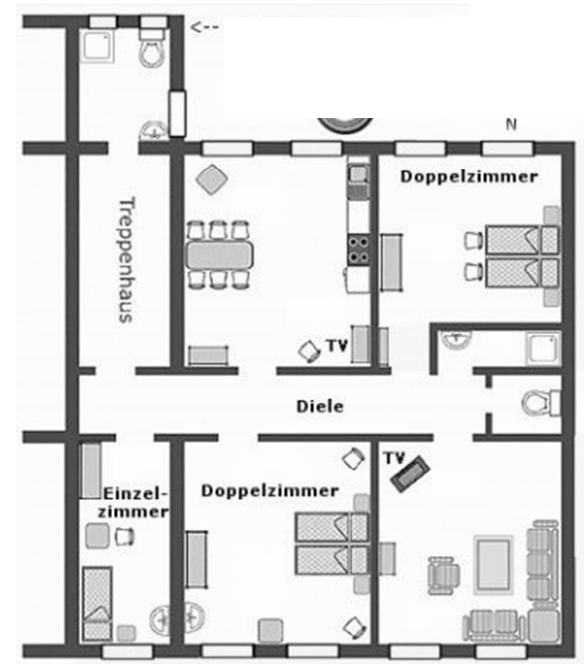 <--
N
Doppelzimmer
Treppenhaus
TV
Diele
TV
Einzel-
zimmer
Doppelzimmer